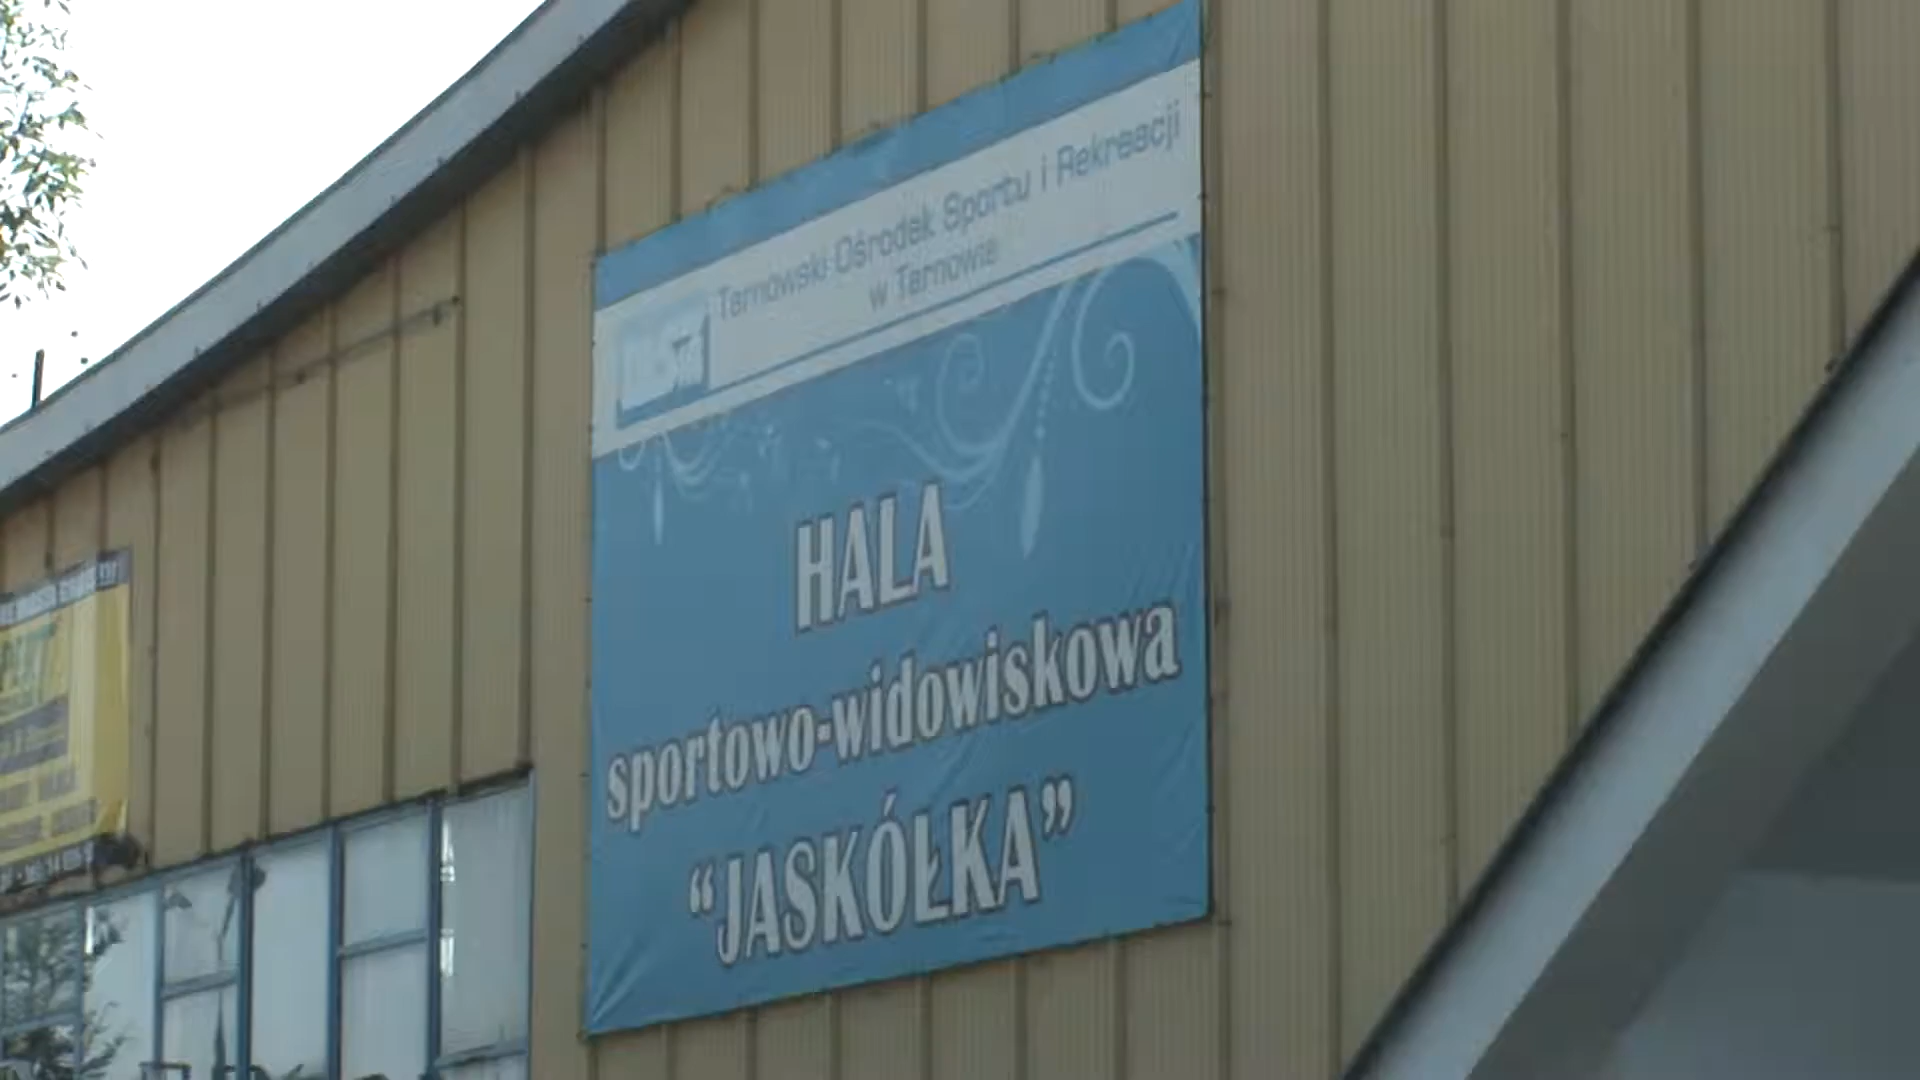 Tarnowski Ośrodek Sportu i Rekreacji
w Tarnowie
HALA
sportowo-widowiskowa
“JASKÓŁKA”